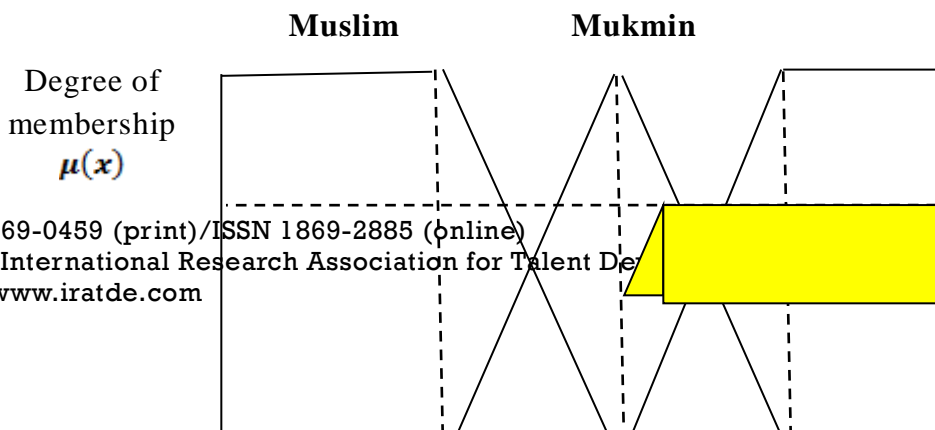 Muslim Mukmin
Degree of
membership
μ(x)
69-0459 (print)/ISSN 1869-2885 (online)
International Research Association for Talent
www.iratde.com